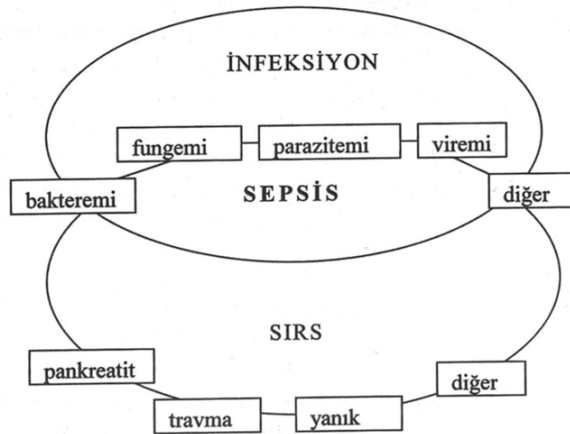 İNFEKSİYON
fungemi
parazitemi
viremi
bakteremi
SEPSİS
diğer
SIRS
pankreatit
diğer
travma
yanık